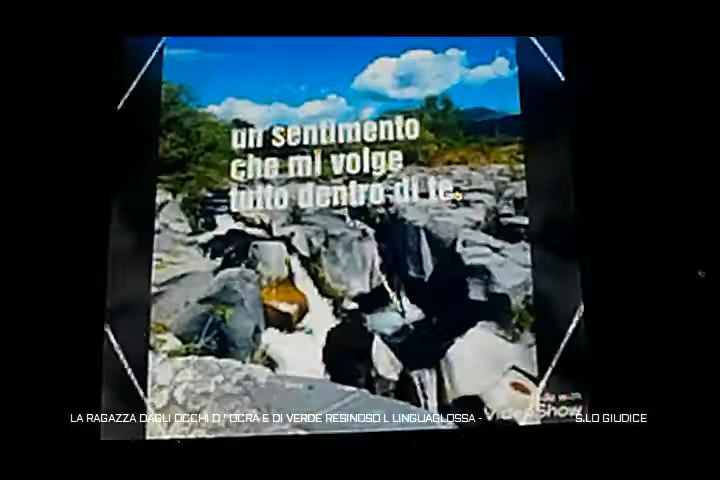 un sentimento
che mi volge
tutto dentro di te.
VideoShow
LA RAGAZZA DAGLI OCCHI D ' OCRA E DI VERDE RESINOSO L LINGUAGLOSSA - S.LO GIUDICE